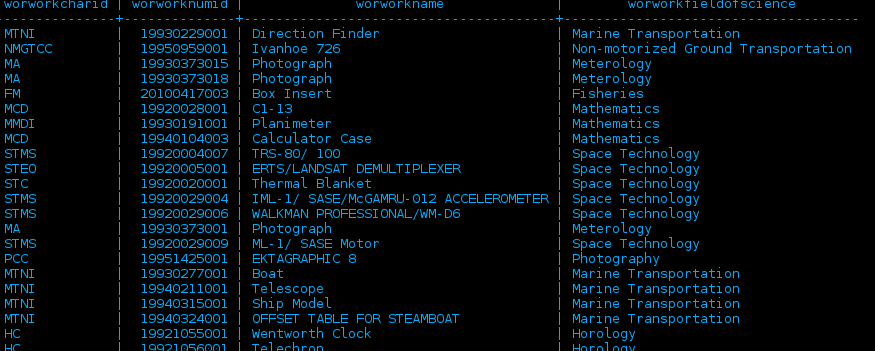 woworkcharid | woworknumid | woworkname | woworkfieldofscience
MTNI | 19930229001 | Direction Finder | Marine Transportation
NMGTCC | 19950959001 | Ivanhoe 726 | Non-motorized Ground Transportation
MA | 19930373015 | Photograph | Meterology
MA | 19930373018 | Photograph | Meterology
FM | 20100417003 | Box Insert | Fisheries
MCD | 19920028001 | C1-13 | Mathematics
MMDI | 19930191001 | Planimeter | Mathematics
MCD | 19940104003 | Calculator Case | Mathematics
STMS | 19920004007 | TRS-80/ 100 | Space Technology
STEO | 19920005001 | ERTS/LANDSAT DEMULTIPLEXER | Space Technology
STC | 19920020001 | Thermal Blanket | Space Technology
STMS | 19920029004 | IML-1/ SASE/McGAMRU-012 ACCELEROMETER | Space Technology
STMS | 19920029006 | WALKMAN PROFESSIONAL/WM-D6 | Space Technology
MA | 19930373001 | Photograph | Meterology
STMS | 19920029009 | ML-1/ SASE Motor | Space Technology
PCC | 19951425001 | EKTAGRAPHIC 8 | Photography
MTNI | 19930277001 | Boat | Marine Transportation
MTNI | 19940211001 | Telescope | Marine Transportation
MTNI | 19940315001 | Ship Model | Marine Transportation
MTNI | 19940324001 | OFFSET TABLE FOR STEAMBOAT | Marine Transportation
HC | 19921055001 | Wentworth Clock | Horology
HC | 19921056001 | Telechron | Horology